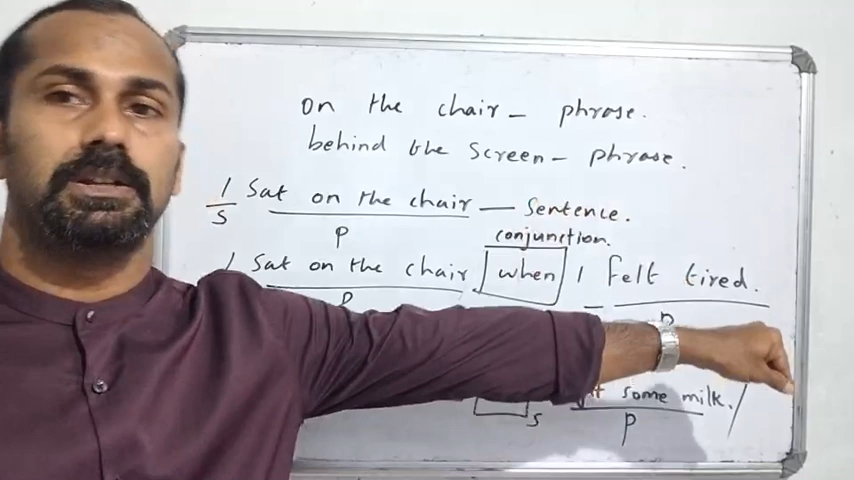 on the chair - phrase.
behind the screen - phrase.
I Sat on the chair - Sentence.
S P
conjunction.
I Sat on the chair when I felt tired.
P
some milk. /
S P